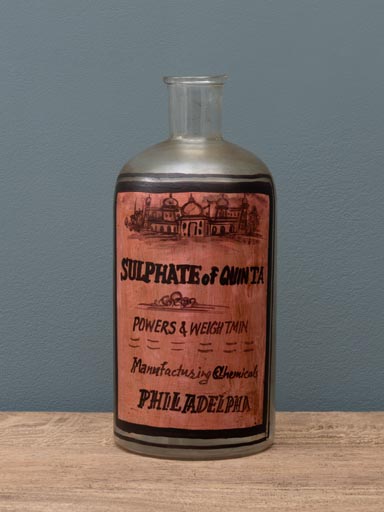 SULPHATE of QUINTA
POWERS & WEIGHTMIN
Manufacturing Chemicals
PHILADELPHA